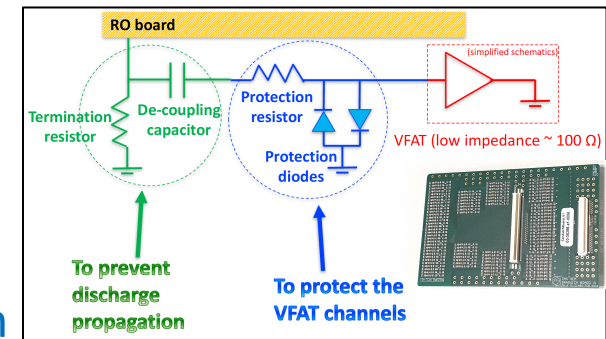 RO board
(simplified schematics)
Termination
resistor
De-coupling
capacitor
Protection
resistor
Protection
diodes
VFAT (low impedance ~ 100 Ω)
To prevent
discharge
propagation
To protect the
VFAT channels